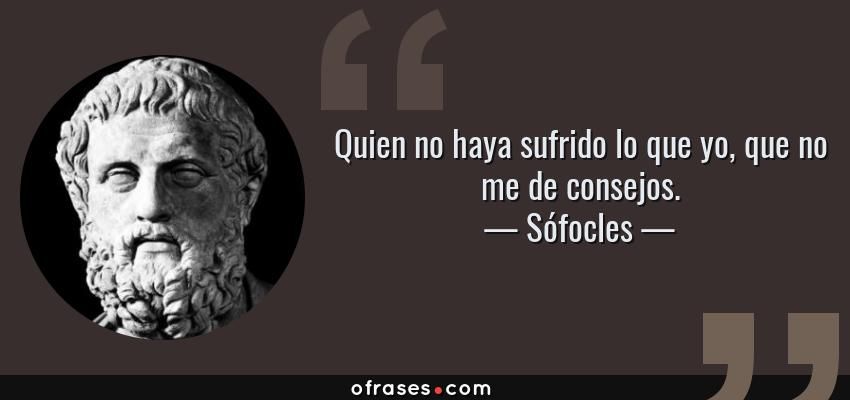 Quien no haya sufrido lo que yo, que no
me de consejos.
— Sófocles —
ofrases.com